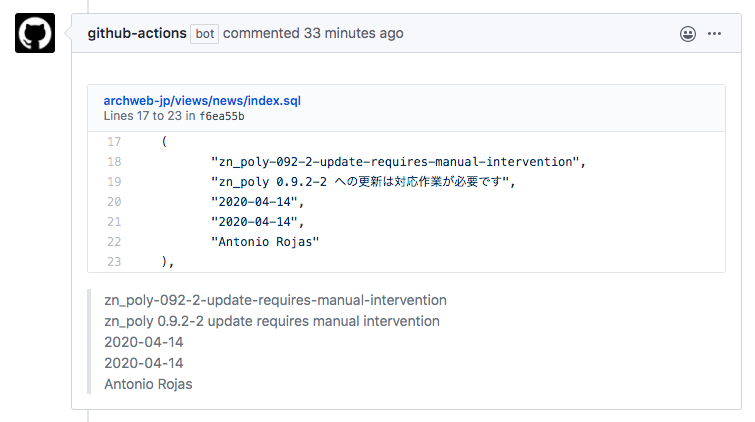 github-actions bot commented 33 minutes ago
archweb-jp/views/news/index.sql
Lines 17 to 23 in f6ea55b
17 (
18 "zn_poly-092-2-update-requires-manual-intervention",
19 "zn_poly 0.9.2-2 への更新は対応作業が必要です",
20 "2020-04-14",
21 "2020-04-14",
22 "Antonio Rojas"
23 ),
zn_poly-092-2-update-requires-manual-intervention
zn_poly 0.9.2-2 update requires manual intervention
2020-04-14
2020-04-14
Antonio Rojas